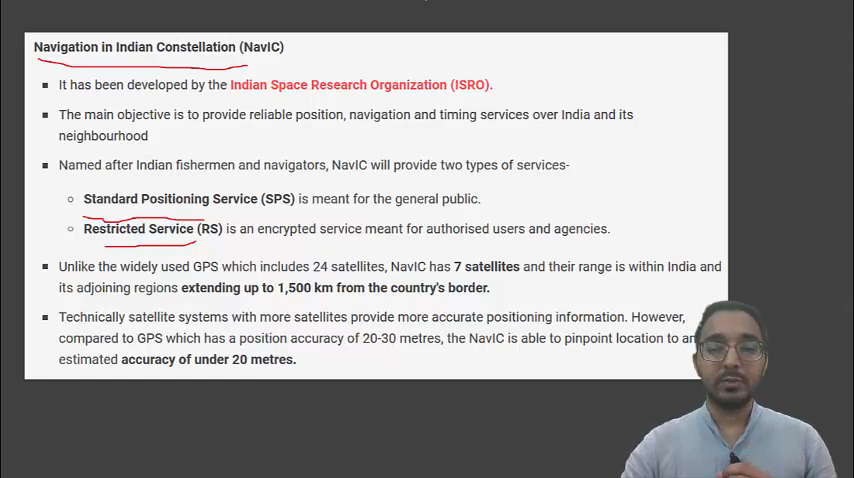 Navigation in Indian Constellation (NavIC)
It has been developed by the Indian Space Research Organization (ISRO).
The main objective is to provide reliable position, navigation and timing services over India and its
neighbourhood
Named after Indian fishermen and navigators, NavIC will provide two types of services-
Standard Positioning Service (SPS) is meant for the general public.
Restricted Service (RS) is an encrypted service meant for authorised users and agencies.
Unlike the widely used GPS which includes 24 satellites, NavIC has 7 satellites and their range is within India and
its adjoining regions extending up to 1,500 km from the country's border.
Technically satellite systems with more satellites provide more accurate positioning information. However,
compared to GPS which has a position accuracy of 20-30 metres, the NavIC is able to pinpoint location to an
estimated accuracy of under 20 metres.